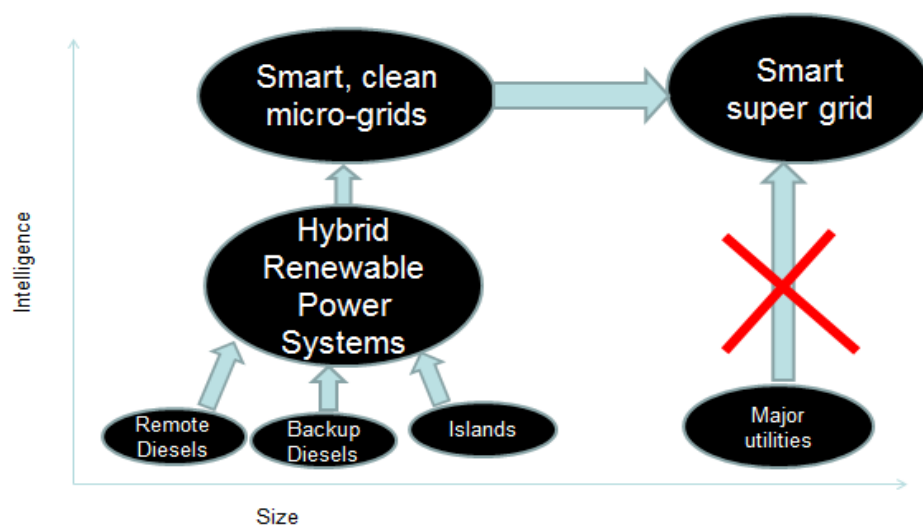 Smart, clean
micro-grids
Smart
super grid
Hybrid
Renewable
Power
Systems
Intelligence
Remote
Diesels
Backup
Diesels
Islands
Major
utilities
Size